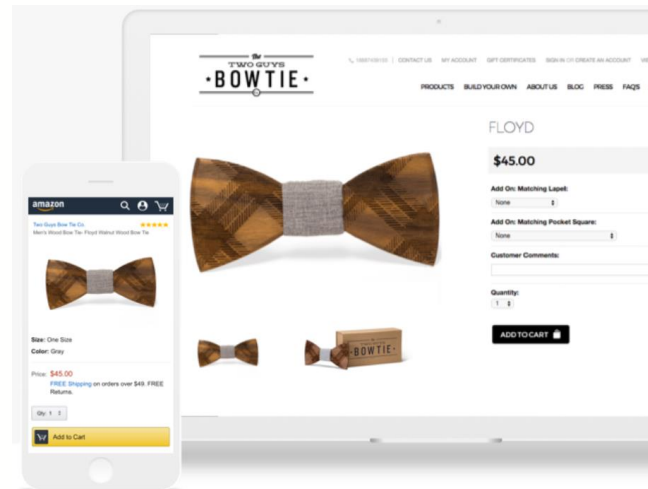 The
TWO GUYS
BOWTIE
CONTACT US MY ACCOUNT GIFT CERTIFICATES SIGN IN OR CREATE AN ACCOUNT
PRODUCTS BUILD YOUR OWN ABOUT US BLOG PRESS FAQ'S
FLOYD
$45.00
Add On: Matching Lapel:
None
Add On: Matching Pocket Square:
None
Customer Comments:
Quantity:
1
ADD TO CART
BOWTIE
amazon
Two Guys Bow Tie Co.
Men's Wood Bow Tie- Floyd Walnut Wood Bow Tie
Size: One Size
Color: Gray
Price: $45.00
FREE Shipping on orders over $49. FREE
Returns.
Qty: 1
Add to Cart